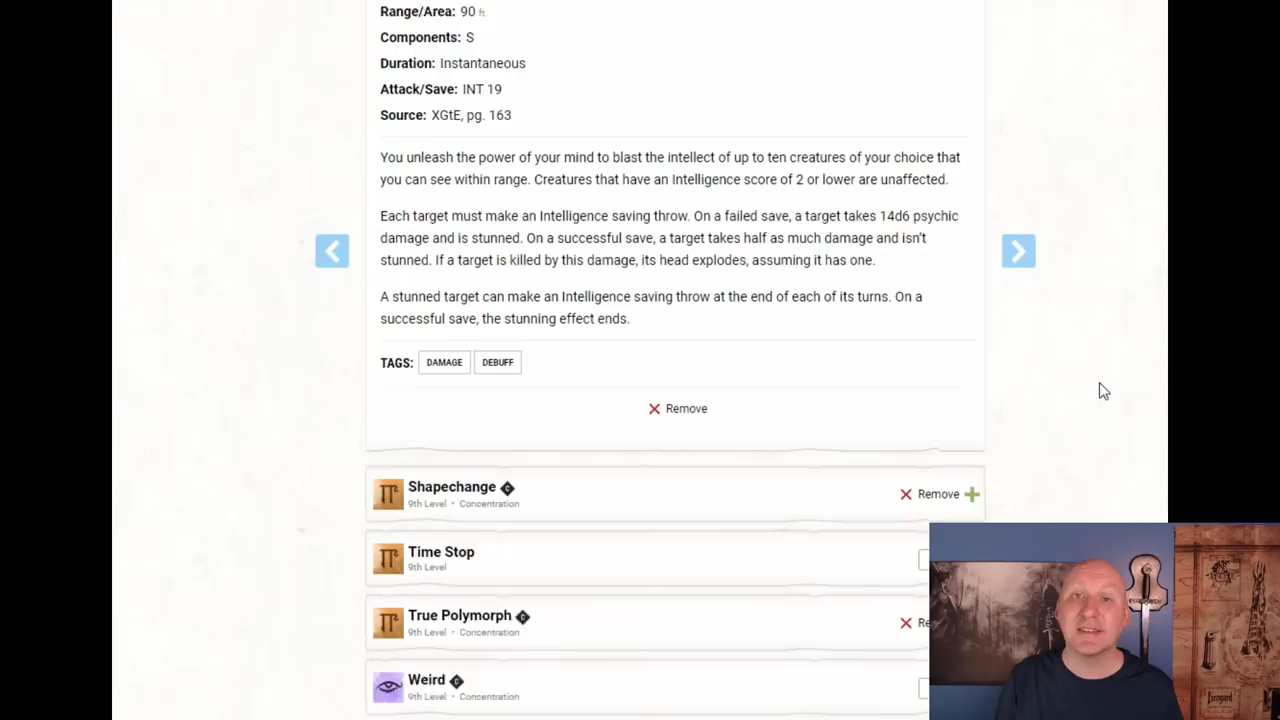 Range/Area: 90 ft.
Components: S
Duration: Instantaneous
Attack/Save: INT 19
Source: XGtE, pg. 163
You unleash the power of your mind to blast the intellect of up to ten creatures of your choice that
you can see within range. Creatures that have an Intelligence score of 2 or lower are unaffected.
Each target must make an Intelligence saving throw. On a failed save, a target takes 14d6 psychic
damage and is stunned. On a successful save, a target takes half as much damage and isn't
stunned. If a target is killed by this damage, its head explodes, assuming it has one.
A stunned target can make an Intelligence saving throw at the end of each of its turns. On a
successful save, the stunning effect ends.
TAGS: DAMAGE DEBUFF
Remove
Shapechange
9th Level • Concentration
Remove
Time Stop
9th Level
True Polymorph
9th Level • Concentration
Re
Weird
9th Level • Concentration